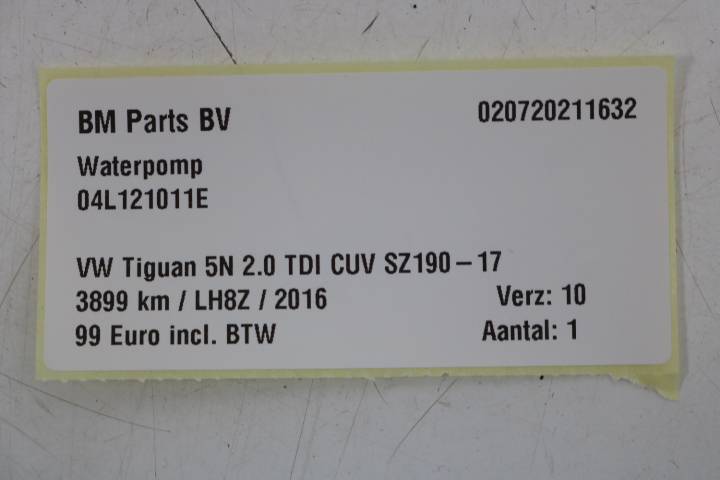 BM Parts BV 020720211632
Waterpomp
04L121011E
VW Tiguan 5N 2.0 TDI CUV SZ190-17
3899 km / LH8Z / 2016 Verz: 10
99 Euro incl. BTW Aantal: 1